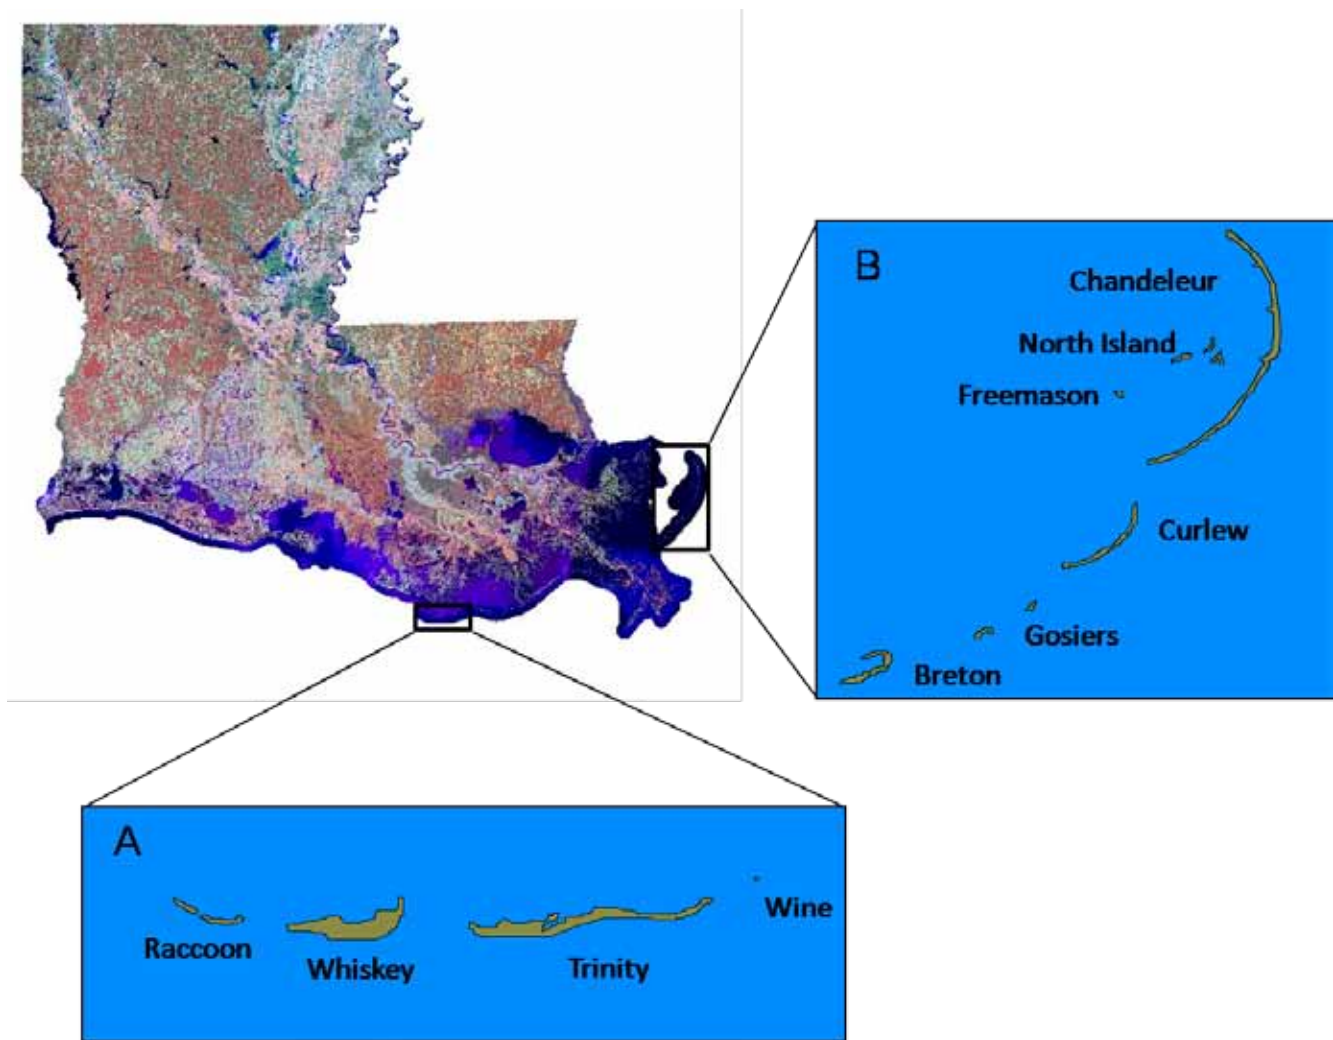 B
Chandeleur
North Island
Freemason
Curlew
Gosiers
Breton
A
Wine
Raccoon
Whiskey
Trinity